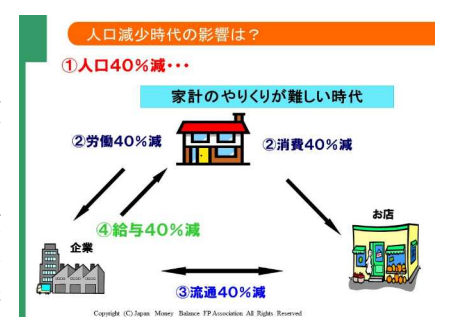 人口減少時代の影響は？
①人口40%減･･･
家計のやりくりが難しい時代
②労働40%減
②消費40%減
④給与40%減
お店
企業
③流通40%減
Copyright (C) Japan Money Balance FP Association All Rights Reserved